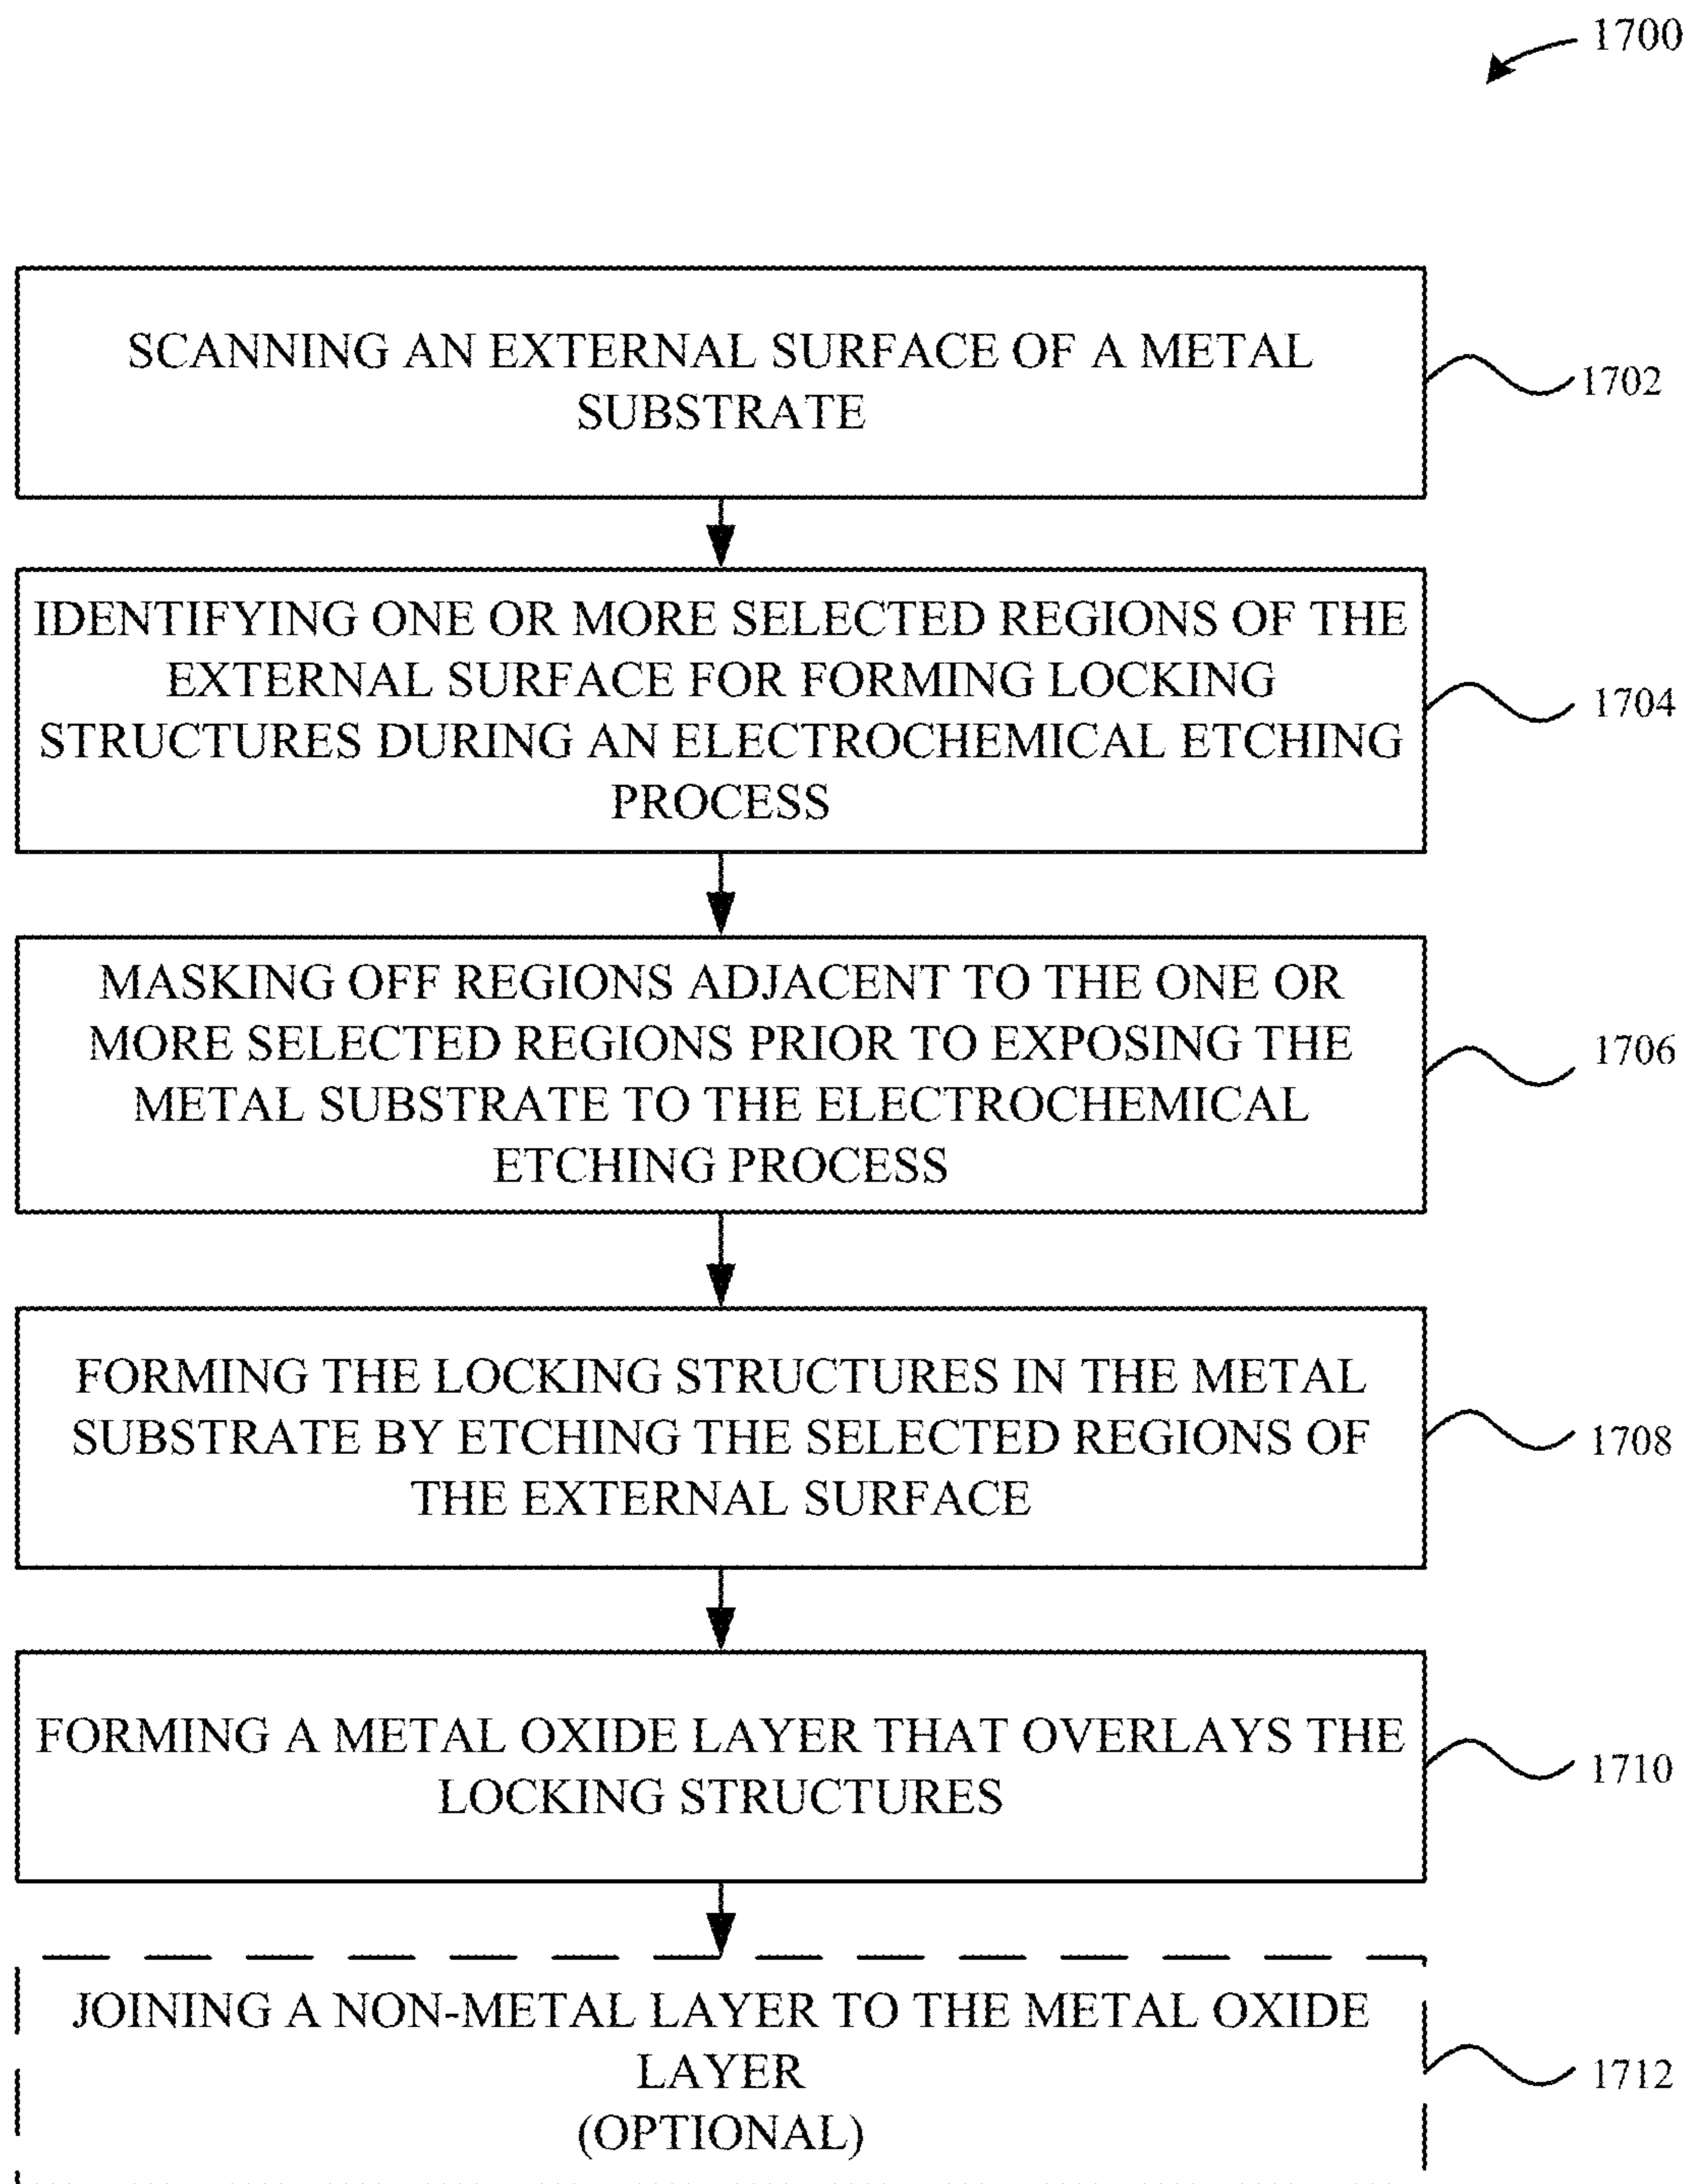 1700
SCANNING AN EXTERNAL SURFACE OF A METAL
SUBSTRATE
1702
IDENTIFYING ONE OR MORE SELECTED REGIONS OF THE
EXTERNAL SURFACE FOR FORMING LOCKING
STRUCTURES DURING AN ELECTROCHEMICAL ETCHING
PROCESS
1704
MASKING OFF REGIONS ADJACENT TO THE ONE OR
MORE SELECTED REGIONS PRIOR TO EXPOSING THE
METAL SUBSTRATE TO THE ELECTROCHEMICAL
ETCHING PROCESS
1706
FORMING THE LOCKING STRUCTURES IN THE METAL
SUBSTRATE BY ETCHING THE SELECTED REGIONS OF
THE EXTERNAL SURFACE
1708
FORMING A METAL OXIDE LAYER THAT OVERLAYS THE
LOCKING STRUCTURES
1710
JOINING A NON-METAL LAYER TO THE METAL OXIDE
LAYER
(OPTIONAL)
1712